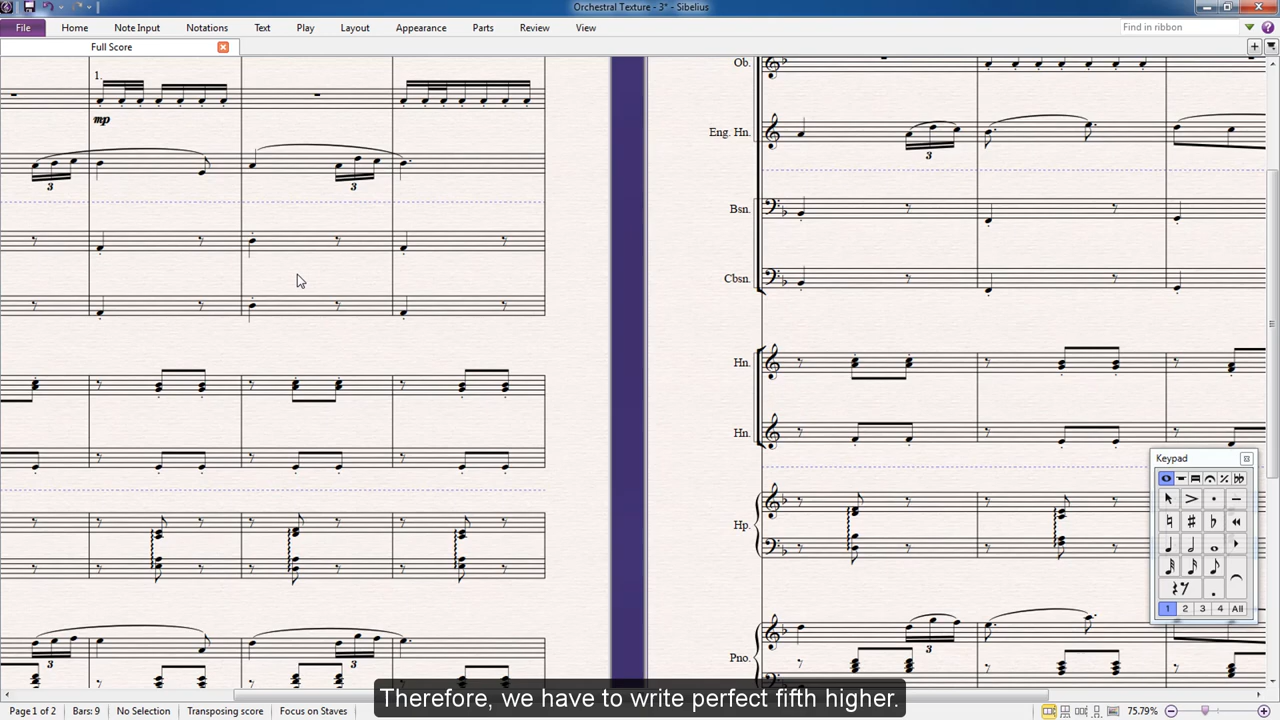 Orchestral Texture - 3* - Sibelius
File Home Note Input Notations Text Play Layout Appearance Parts Review View Find in ribbon
Full Score
1.
mp
3 3
Ob.
Eng. Hn.
3
Bsn.
Cbsn.
Hn.
Hn.
Keypad
1 2 3 4 All
Hp.
3 3
Pno.
3
Therefore, we have to write perfect fifth higher.
Page 1 of 2 Bars: 9 No Selection Transposing score Focus on Staves 75.79%